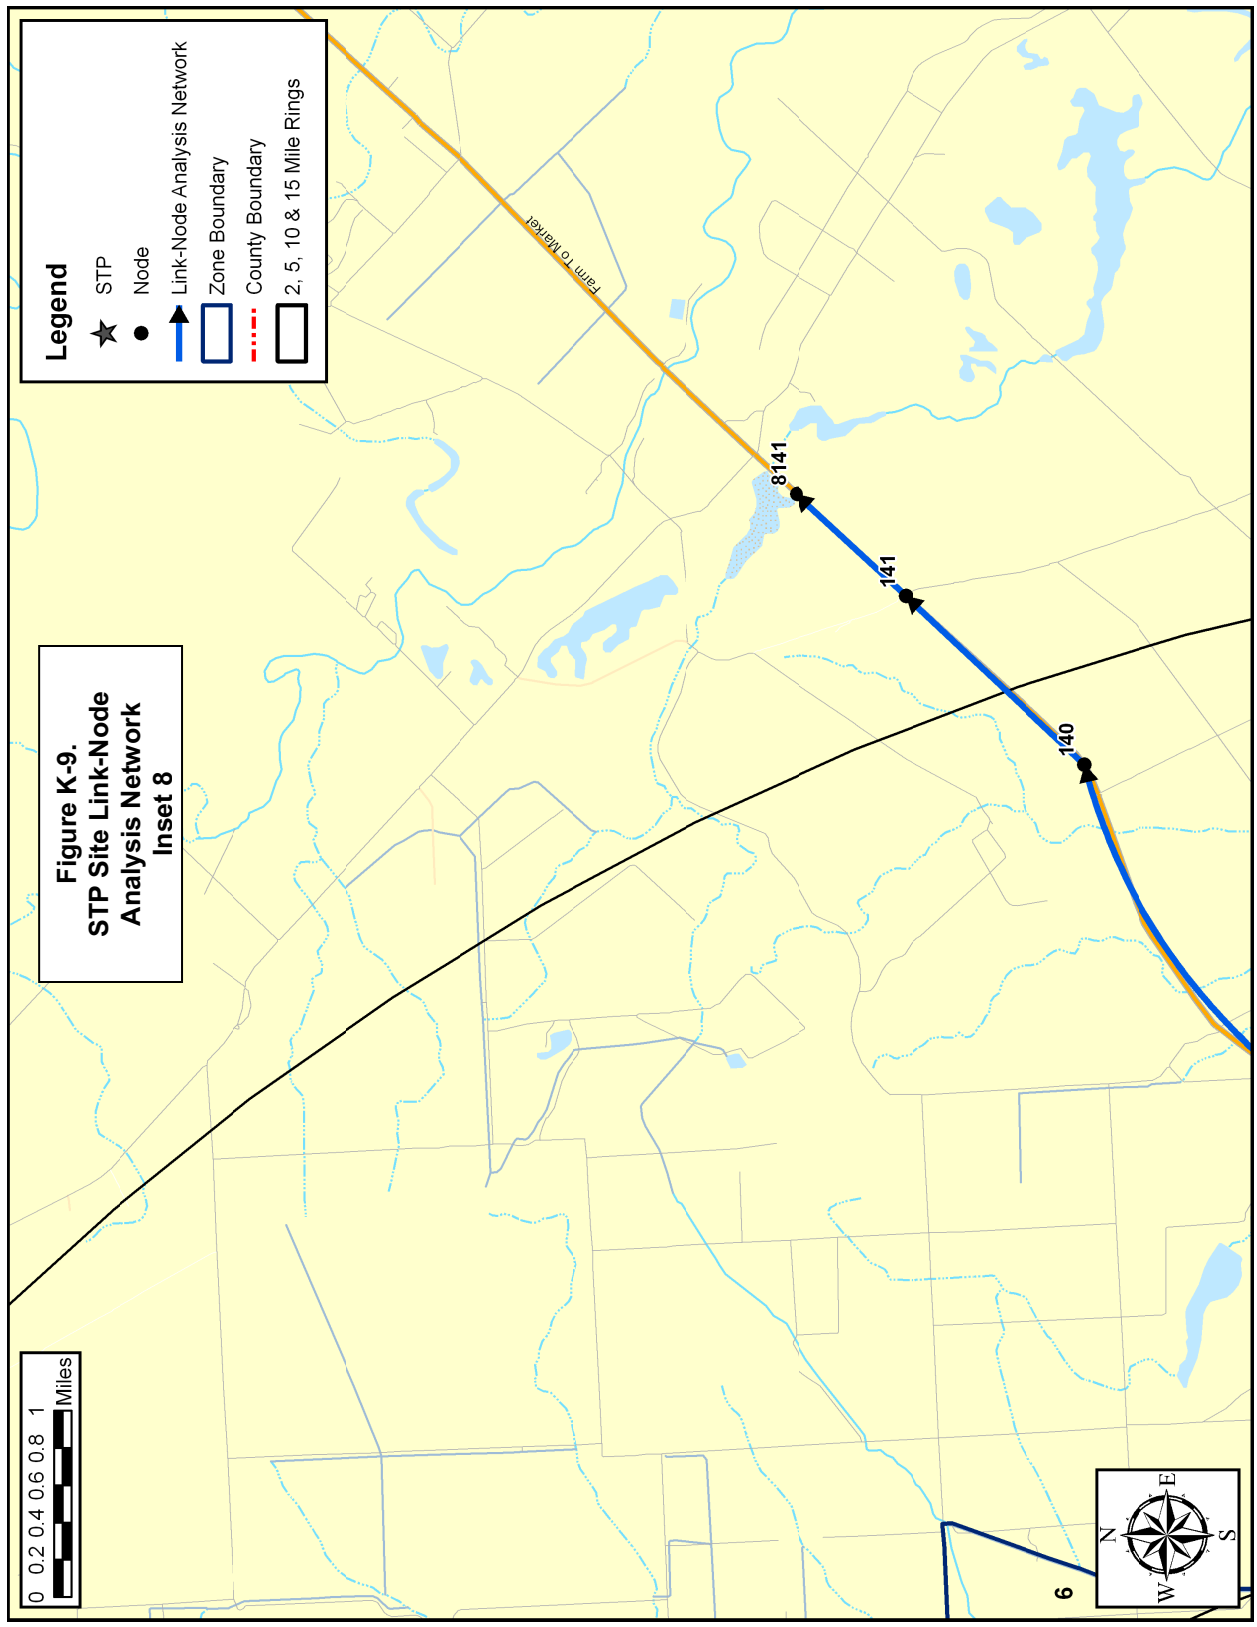 Figure K-9.
STP Site Link-Node
Analysis Network
Inset 8
Legend
STP
Node
Link-Node Analysis Network
Zone Boundary
County Boundary
2, 5, 10 & 15 Mile Rings
Farm To Market
8141
141
140
6
0 0.2 0.4 0.6 0.8 1
Miles
N
W E
S